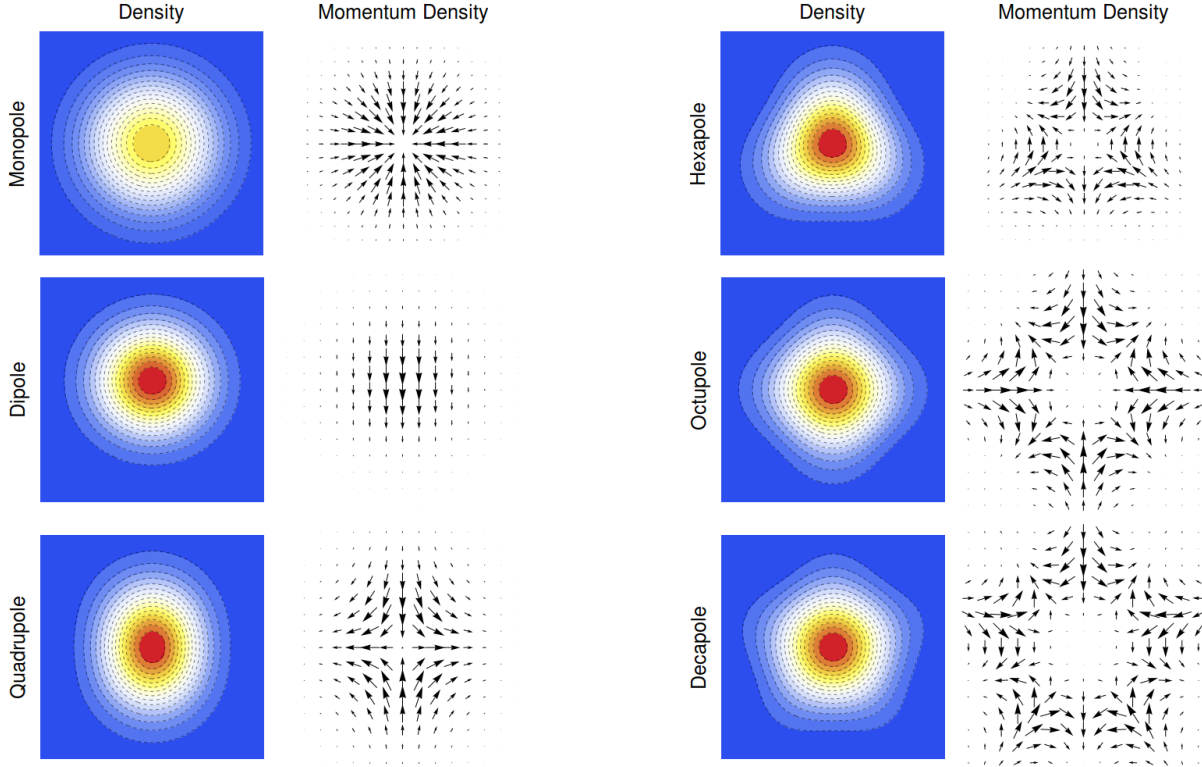 Density
Momentum Density
Density
Momentum Density
Monopole
Hexapole
Dipole
Octupole
Quadrupole
Decapole